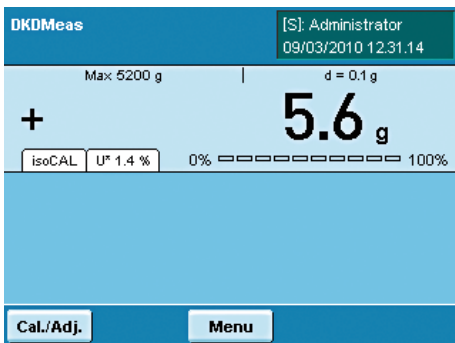 DKDMeas
[S]: Administrator
09/03/2010 12.31.14
Max 5200 g | d = 0.1 g
+ 5.6 g
isoCAL U* 1.4 % 0% 100%
Cal./Adj. Menu